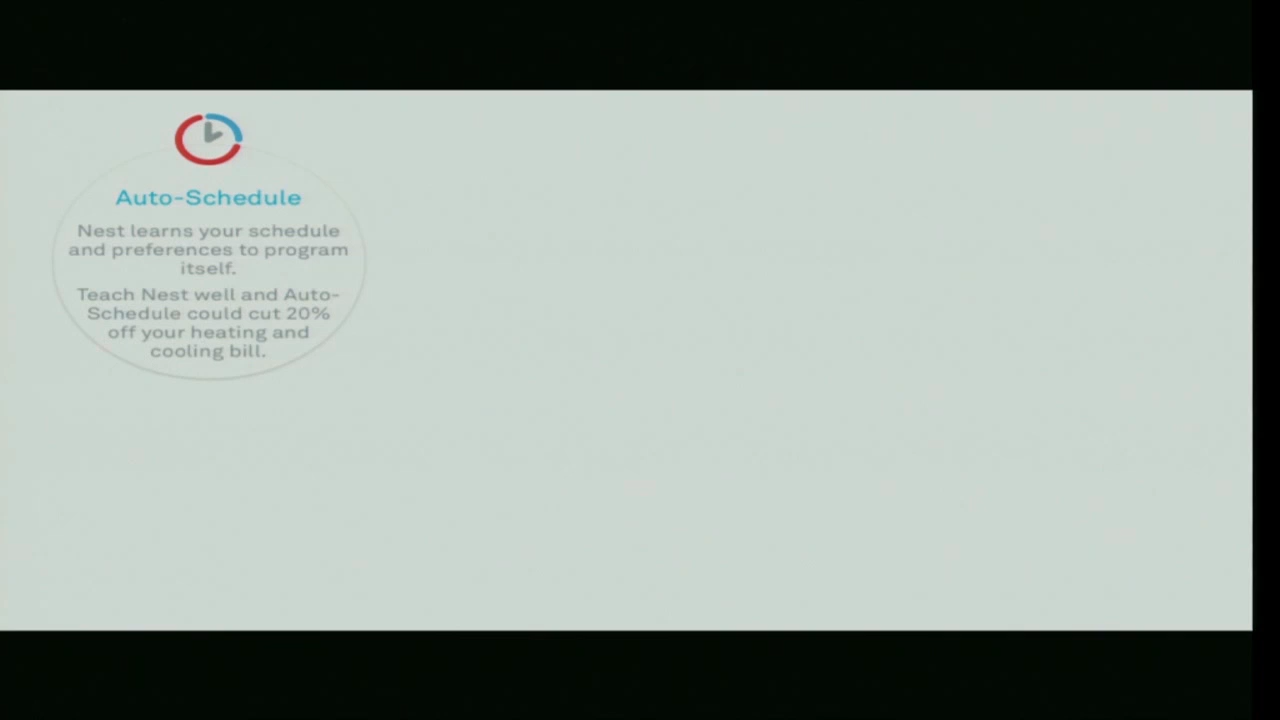 Auto-Schedule
Nest learns your schedule
and preferences to program
itself.
Teach Nest well and Auto-
Schedule could cut 20%
off your heating and
cooling bill.